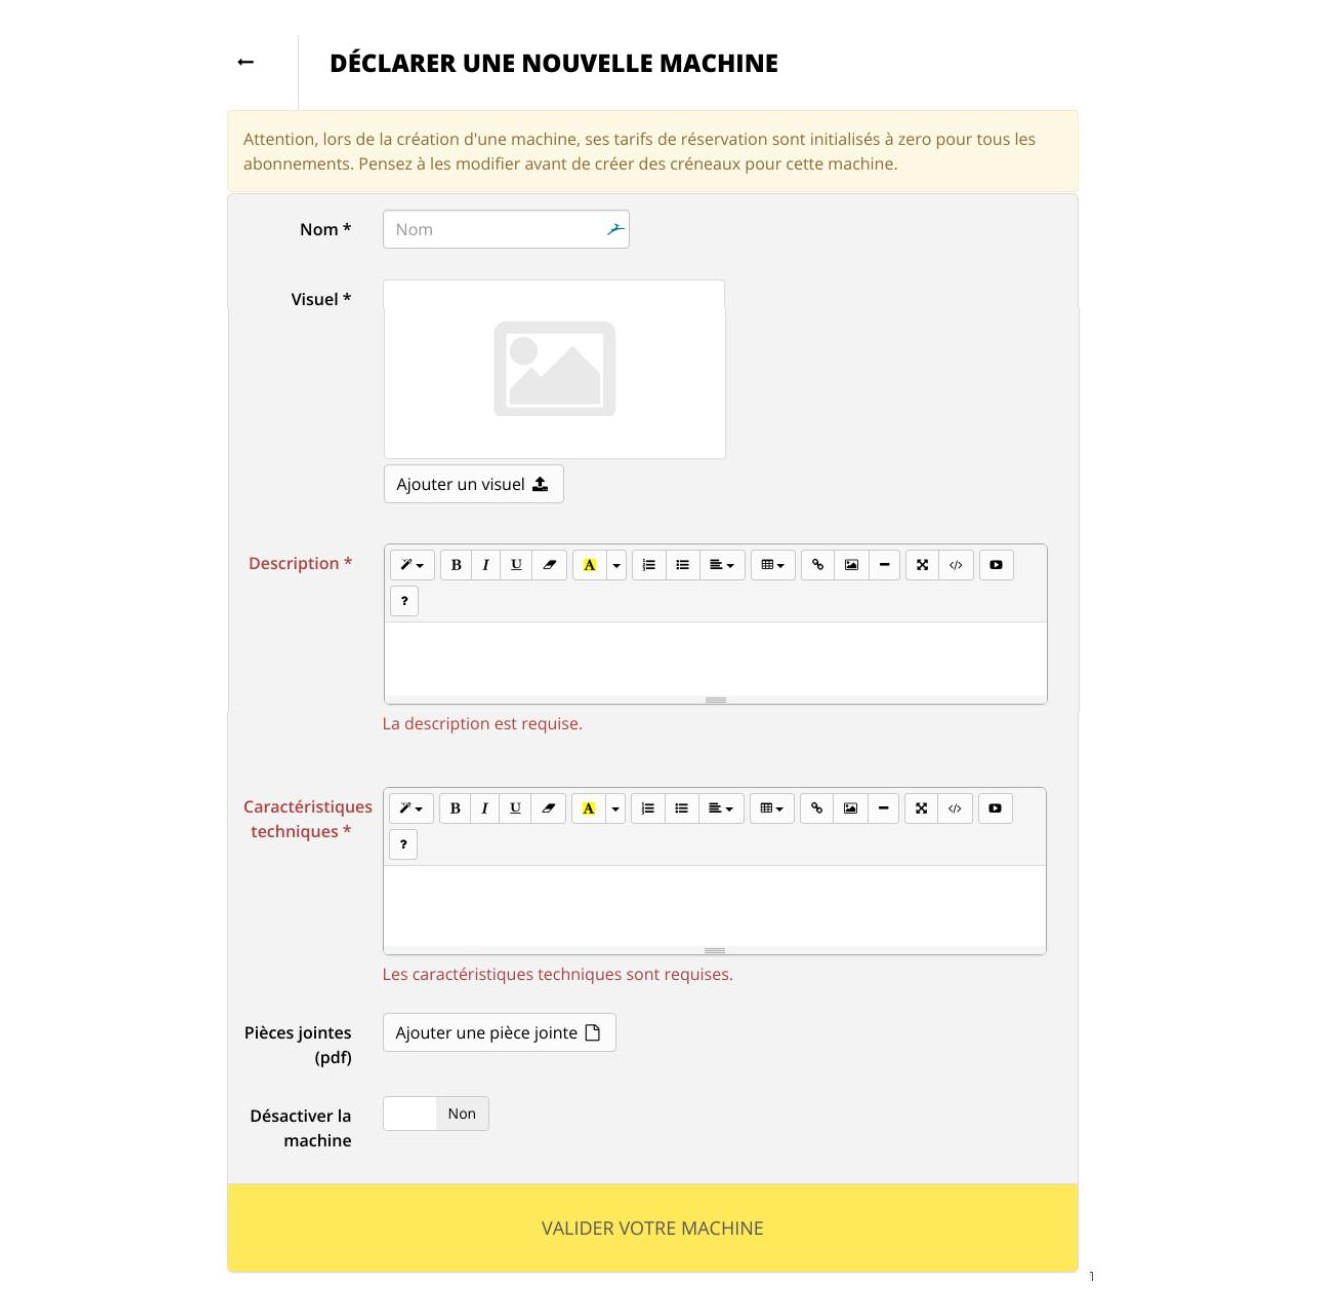 DÉCLARER UNE NOUVELLE MACHINE
Attention, lors de la création d'une machine, ses tarifs de réservation sont initialisés à zero pour tous les
abonnements. Pensez à les modifier avant de créer des créneaux pour cette machine.
Nom *
Nom
Visuel *
Ajouter un visuel
Description *
B I U A
?
La description est requise.
Caractéristiques
techniques *
B I U A
?
Les caractéristiques techniques sont requises.
Pièces jointes
(pdf)
Ajouter une pièce jointe
Désactiver la
machine
Non
VALIDER VOTRE MACHINE
1